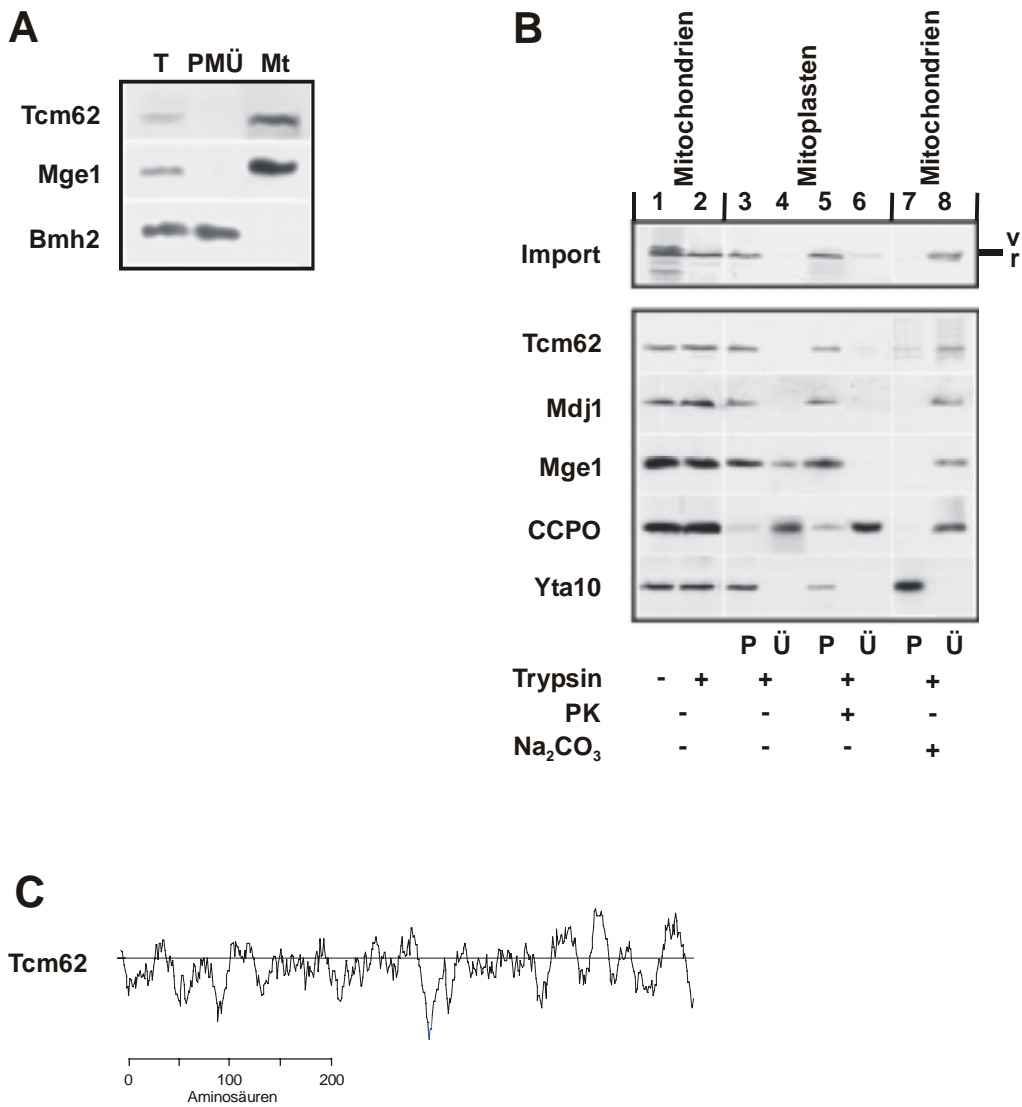 A
T PMÜ Mt
Tcm62
Mge1
Bmh2
B
Mitochondrien
Mitoplasten
Mitochondrien
1 2 3 4 5 6 7 8
Import
v
r
Tcm62
Mdj1
Mge1
CCPO
Yta10
P Ü P Ü P Ü
Trypsin - + + + +
PK - - + -
Na₂CO₃ - - - +
C
Tcm62
0 100 200
Aminosäuren